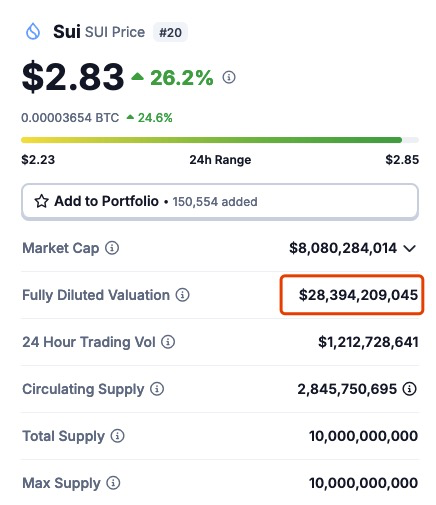 Sui SUI Price #20
$2.83 ▲ 26.2%
0.00003654 BTC ▲ 24.6%
$2.23 24h Range $2.85
Add to Portfolio • 150,554 added
Market Cap $8,080,284,014
Fully Diluted Valuation $28,394,209,045
24 Hour Trading Vol $1,212,728,641
Circulating Supply 2,845,750,695
Total Supply 10,000,000,000
Max Supply 10,000,000,000